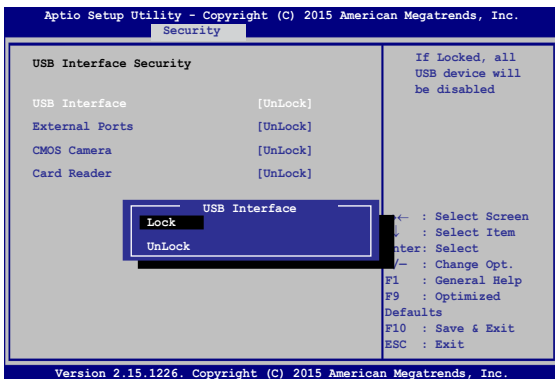 Aptio Setup Utility - Copyright (C) 2015 American Megatrends, Inc.
Security
USB Interface Security
USB Interface [UnLock]
External Ports [UnLock]
CMOS Camera [UnLock]
Card Reader [UnLock]
If Locked, all
USB device will
be disabled
USB Interface
Lock
UnLock
→← : Select Screen
↓ : Select Item
nter: Select
/— : Change Opt.
F1 : General Help
F9 : Optimized
Defaults
F10 : Save & Exit
ESC : Exit
Version 2.15.1226. Copyright (C) 2015 American Megatrends, Inc.